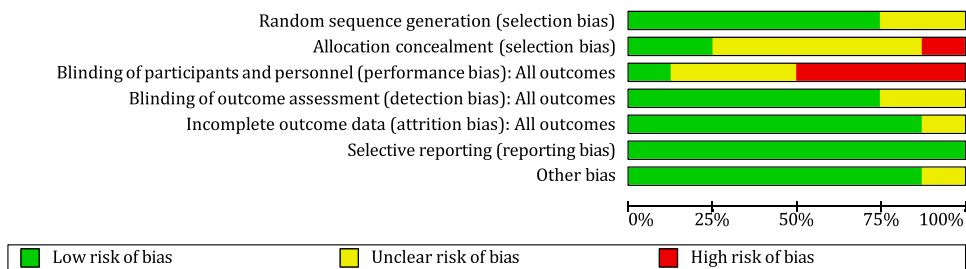 Random sequence generation (selection bias)
Allocation concealment (selection bias)
Blinding of participants and personnel (performance bias): All outcomes
Blinding of outcome assessment (detection bias): All outcomes
Incomplete outcome data (attrition bias): All outcomes
Selective reporting (reporting bias)
Other bias
0% 25% 50% 75% 100%
Low risk of bias Unclear risk of bias High risk of bias